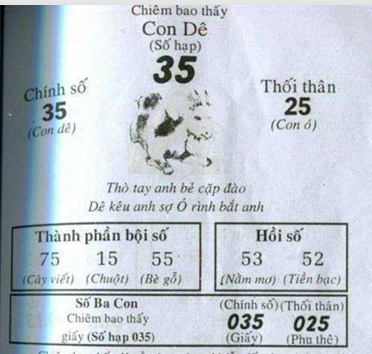 Chiêm bao thấy
Con Dê
(Số hạp)
35
Chính số
35
(Con dê)
Thối thân
25
(Con ó)
Thò tay anh bẻ cặp đào
Dê kêu anh sợ Ó rình bắt anh
Thành phần bội số
75 15 55
(Cây viết) (Chuột) (Bè gỗ)
Hồi số
53 52
(Nằm mơ) (Tiền bạc)
Số Ba Con
Chiêm bao thấy
giấy (Số hạp 035)
(Chính số) (Thối thân)
035 025
(Giấy) (Phu thê)